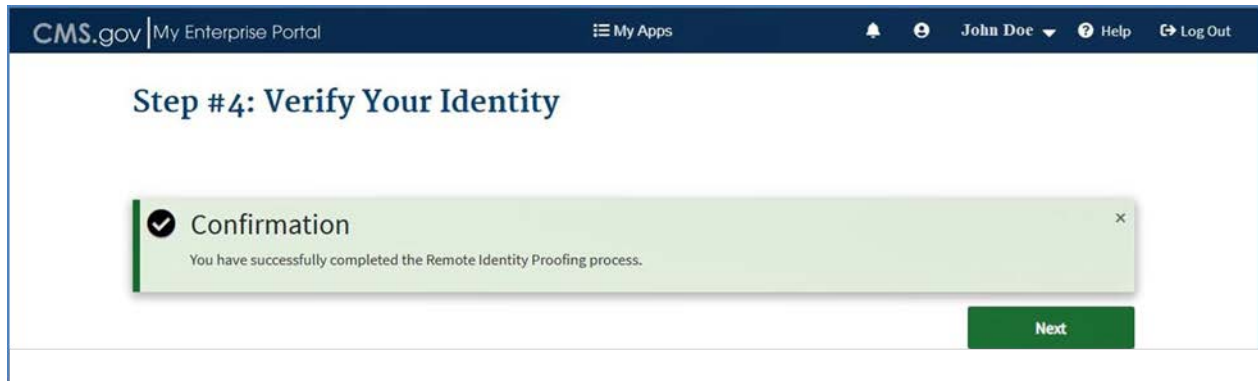 CMS.gov My Enterprise Portal My Apps John Doe Help Log Out
Step #4: Verify Your Identity
Confirmation
You have successfully completed the Remote Identity Proofing process.
Next